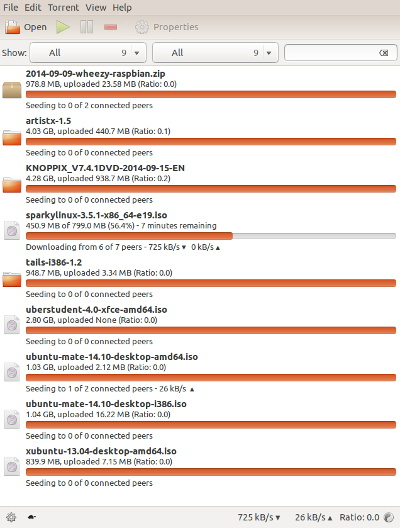 File Edit Torrent View Help
Open Properties
Show: All 9 All 9
2014-09-09-wheezy-raspbian.zip
978.8 MB, uploaded 23.58 MB (Ratio: 0.0)
Seeding to 0 of 2 connected peers
artistx-1.5
4.03 GB, uploaded 440.7 MB (Ratio: 0.1)
Seeding to 0 of 0 connected peers
KNOPPIX_V7.4.1DVD-2014-09-15-EN
4.28 GB, uploaded 938.7 MB (Ratio: 0.2)
Seeding to 0 of 0 connected peers
sparkylinux-3.5.1-x86_64-e19.iso
450.9 MB of 799.0 MB (56.4%) - 7 minutes remaining
Downloading from 6 of 7 peers - 725 kB/s ▾ 0 kB/s ▴
tails-i386-1.2
948.7 MB, uploaded 3.34 MB (Ratio: 0.0)
Seeding to 0 of 0 connected peers
uberstudent-4.0-xfce-amd64.iso
2.80 GB, uploaded None (Ratio: 0.0)
Seeding to 0 of 0 connected peers
ubuntu-mate-14.10-desktop-amd64.iso
1.03 GB, uploaded 2.12 MB (Ratio: 0.0)
Seeding to 1 of 2 connected peers - 26 kB/s ▴
ubuntu-mate-14.10-desktop-i386.iso
1.04 GB, uploaded 16.22 MB (Ratio: 0.0)
Seeding to 0 of 0 connected peers
xubuntu-13.04-desktop-amd64.iso
839.9 MB, uploaded 7.15 MB (Ratio: 0.0)
Seeding to 0 of 0 connected peers
725 kB/s ▾ 26 kB/s ▴ Ratio: 0.0